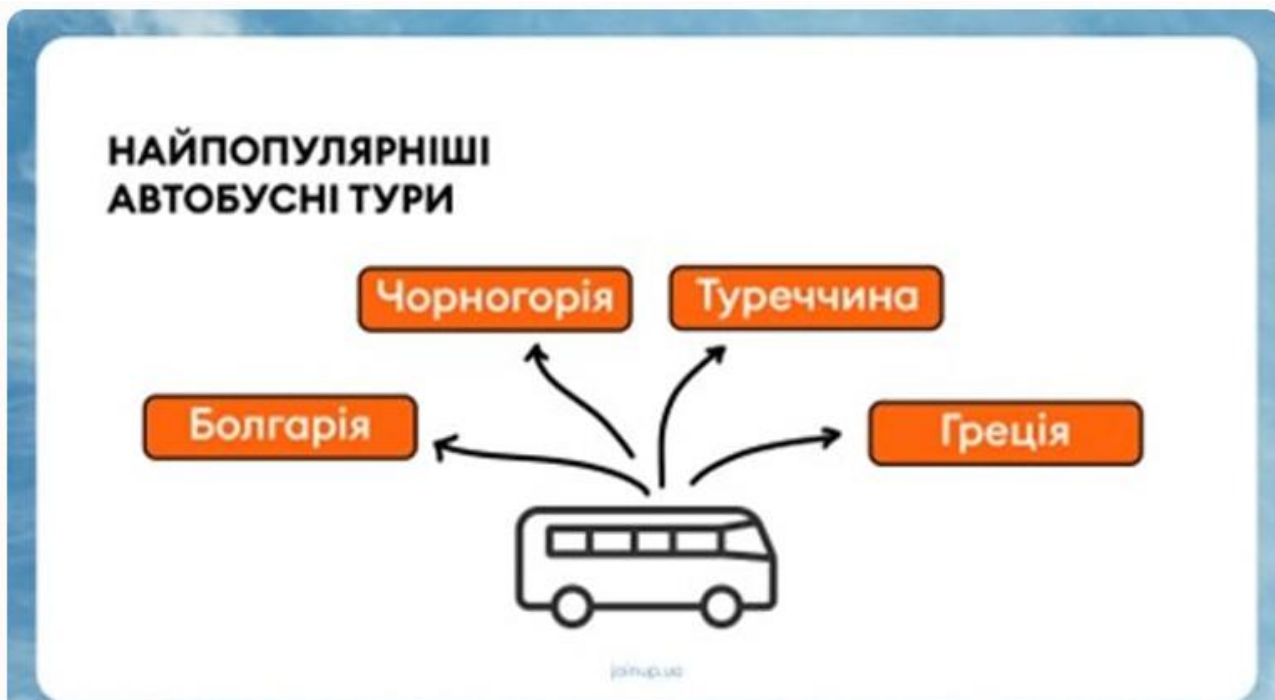 НАЙПОПУЛЯРНІШІ
АВТОБУСНІ ТУРИ
Чорногорія
Туреччина
Болгарія
Греція
joinup.ua